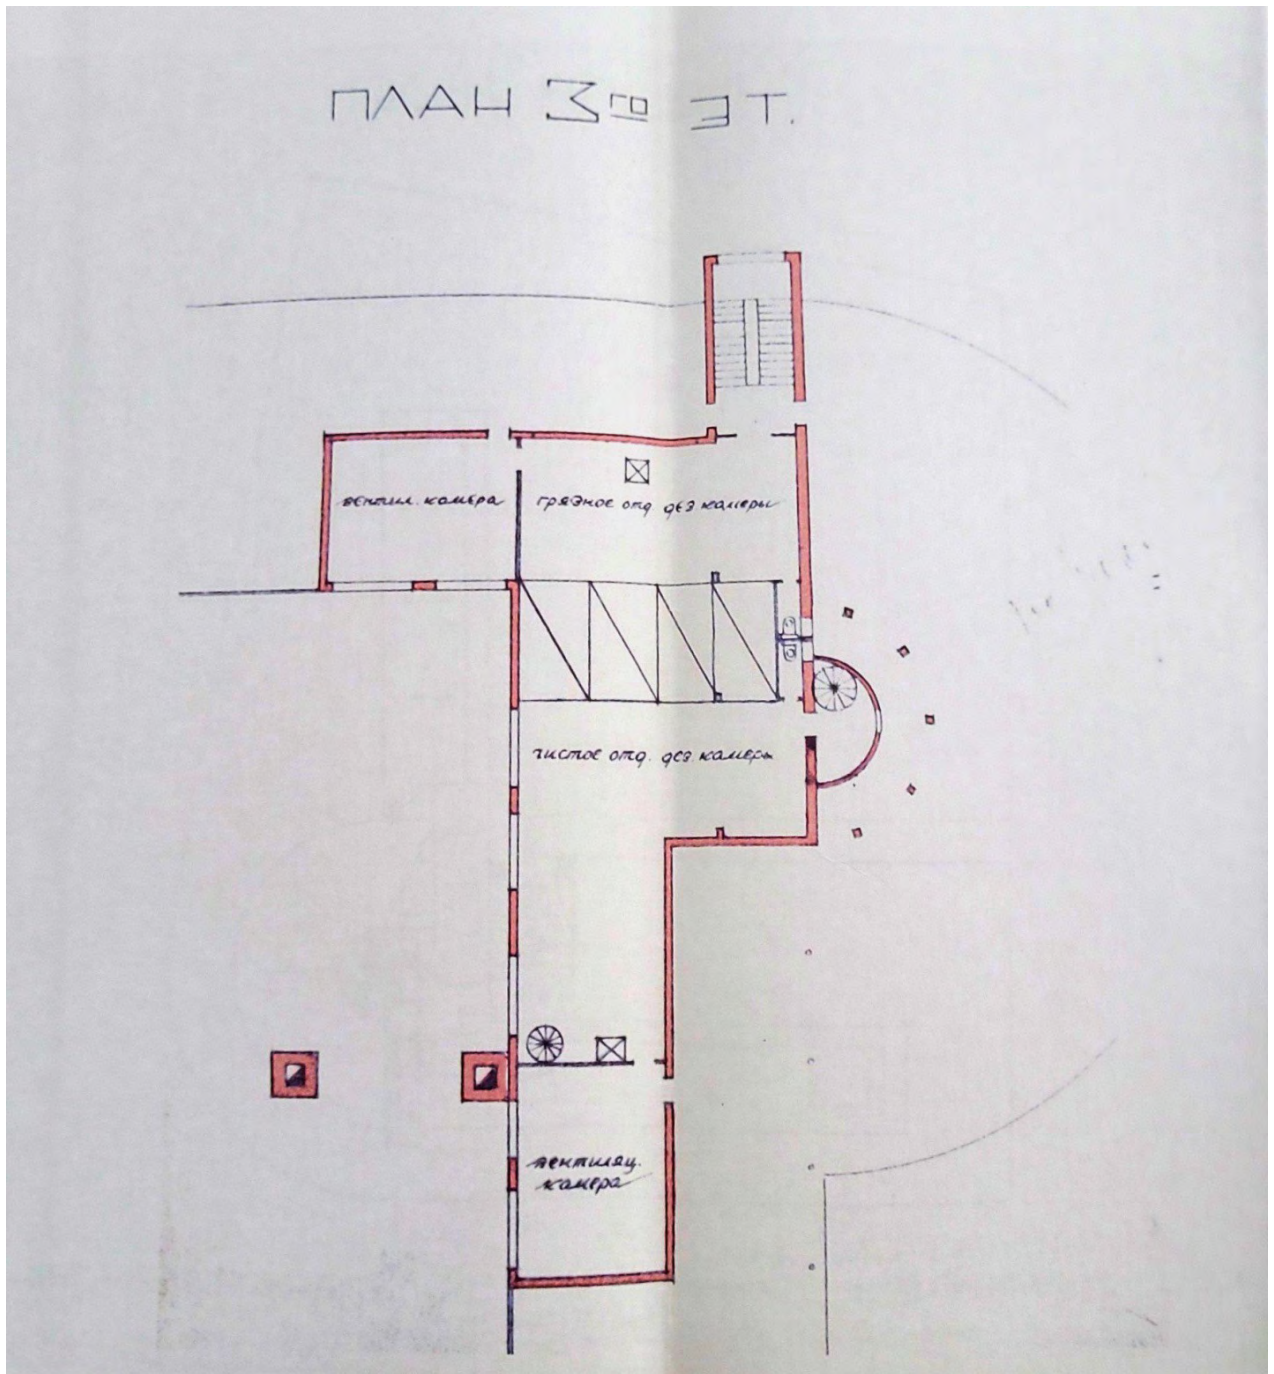 ПЛАН 3го ЭТ.
вентил. камера
грязное отд. дез камеры
чистое отд. дез. камеры
вентиляц.
камера